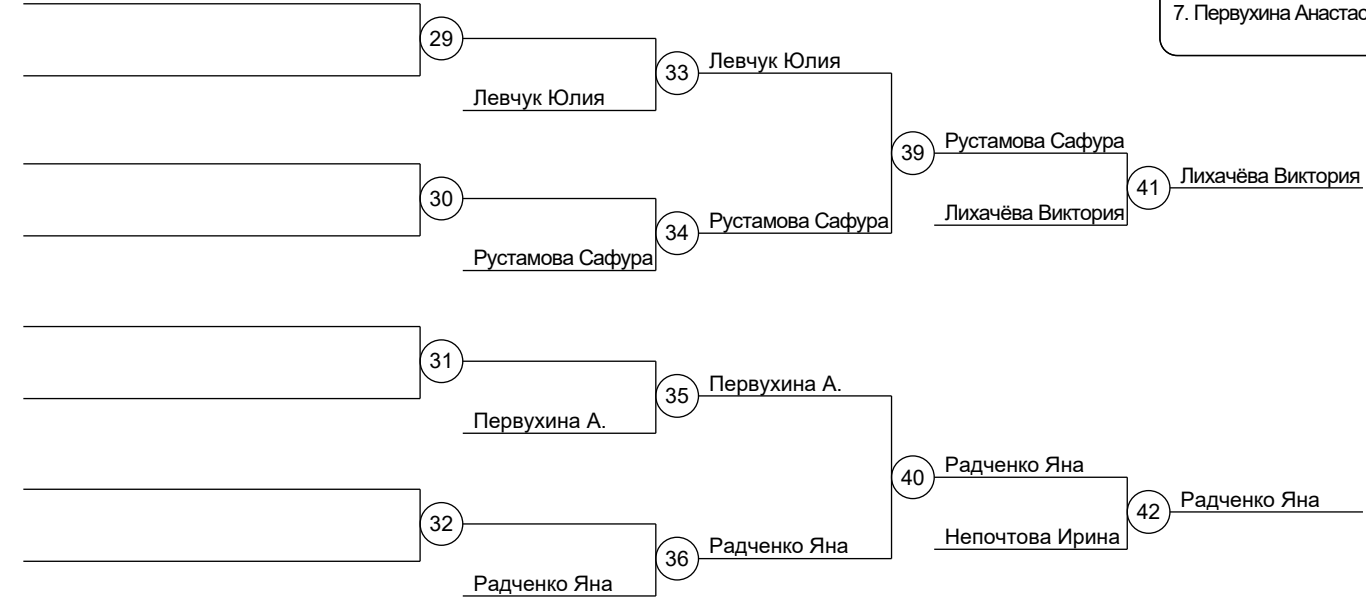 7. Первухина Анастас
29
Левчук Юлия
33
Левчук Юлия
Рустамова Сафура
39
Лихачёва Виктория
41
Лихачёва Виктория
30
Рустамова Сафура
34
Рустамова Сафура
31
Первухина А.
35
Первухина А.
Радченко Яна
40
Радченко Яна
42
Непочтова Ирина
32
Радченко Яна
36
Радченко Яна